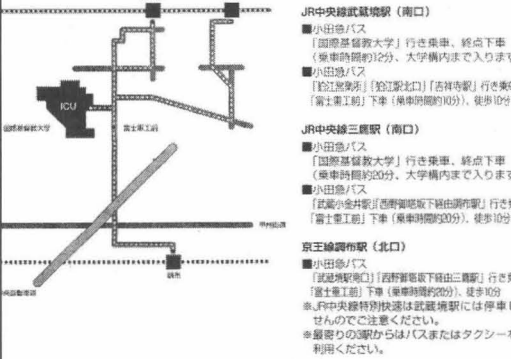 ICU
国際基督教大学
富士重工前
甲州街道
調布
中央自動車道
JR中央線武蔵境駅（南口）
■小田急バス
「国際基督教大学」行き乗車、終点下車
（乗車時間約12分、大学構内まで入ります
■小田急バス
「狛江営業所」「狛江駅北口」「吉祥寺駅」行き乗
「富士重工前」下車（乗車時間約10分）、徒歩10分
JR中央線三鷹駅（南口）
■小田急バス
「国際基督教大学」行き乗車、終点下車
（乗車時間約20分、大学構内まで入ります
■小田急バス
「武蔵小金井駅」「西野御塔坂下経由調布駅」行き
「富士重工前」下車（乗車時間約20分）、徒歩10分
京王線調布駅（北口）
■小田急バス
「武蔵境駅南口」「西野御塔坂下経由三鷹駅」行き
「富士重工前」下車（乗車時間約20分）、徒歩10分
※JR中央線特別快速は武蔵境駅には停車し
せんのでご注意ください。
※最寄りの3駅からはバスまたはタクシーを
利用ください。